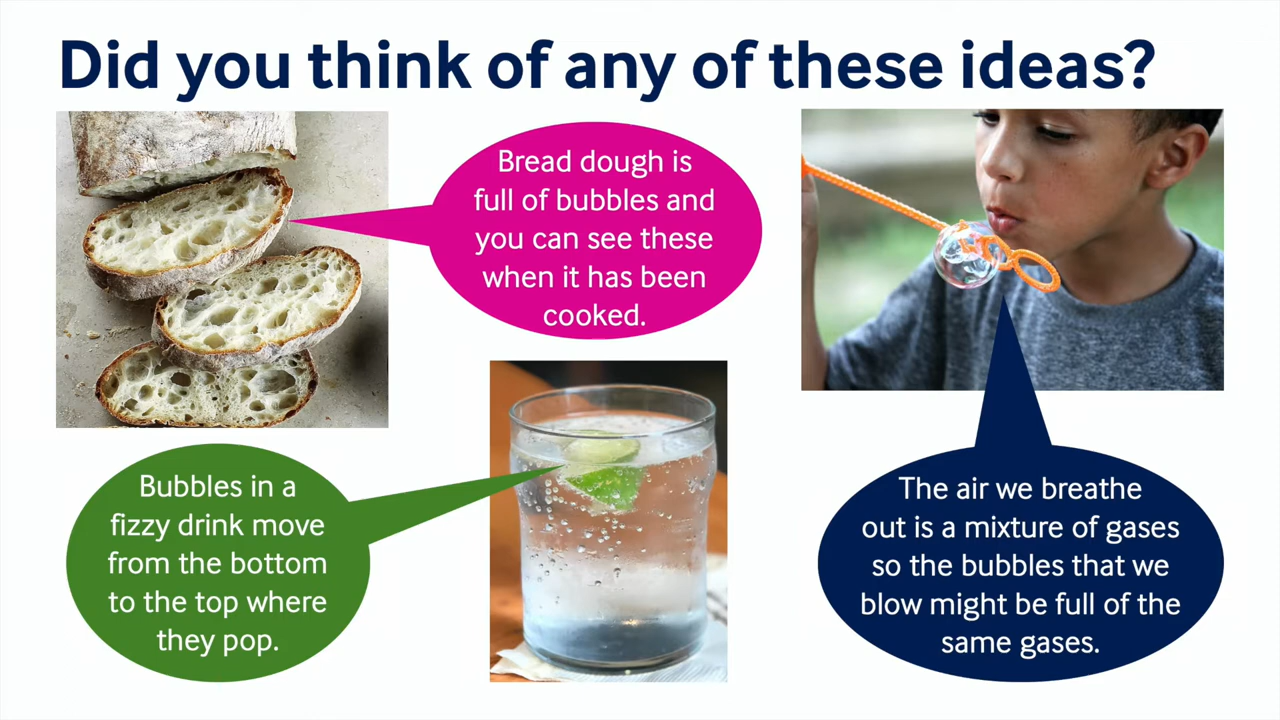 Did you think of any of these ideas?
Bread dough is
full of bubbles and
you can see these
when it has been
cooked.
Bubbles in a
fizzy drink move
from the bottom
to the top where
they pop.
The air we breathe
out is a mixture of gases
so the bubbles that we
blow might be full of the
same gases.